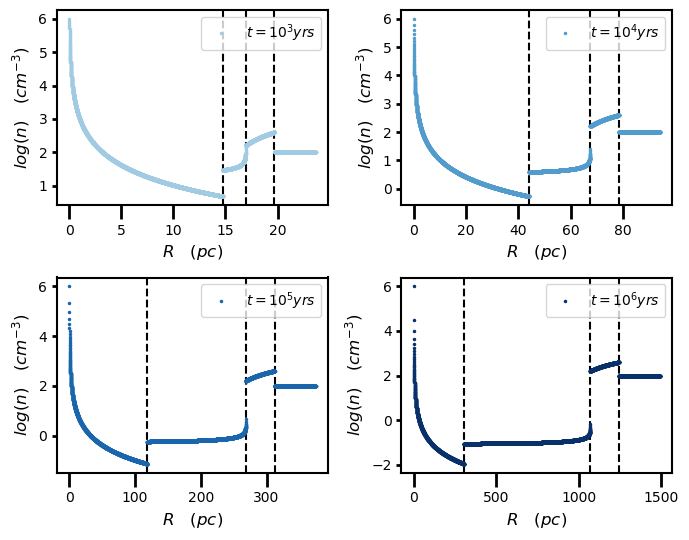 6
5
4
3
2
1
log(n) (cm⁻³)
t = 10³yrs
0 5 10 15 20
R (pc)
6
5
4
3
2
1
0
log(n) (cm⁻³)
t = 10⁴yrs
0 20 40 60 80
R (pc)
6
4
2
0
log(n) (cm⁻³)
t = 10⁵yrs
0 100 200 300
R (pc)
6
4
2
0
−2
log(n) (cm⁻³)
t = 10⁶yrs
0 500 1000 1500
R (pc)